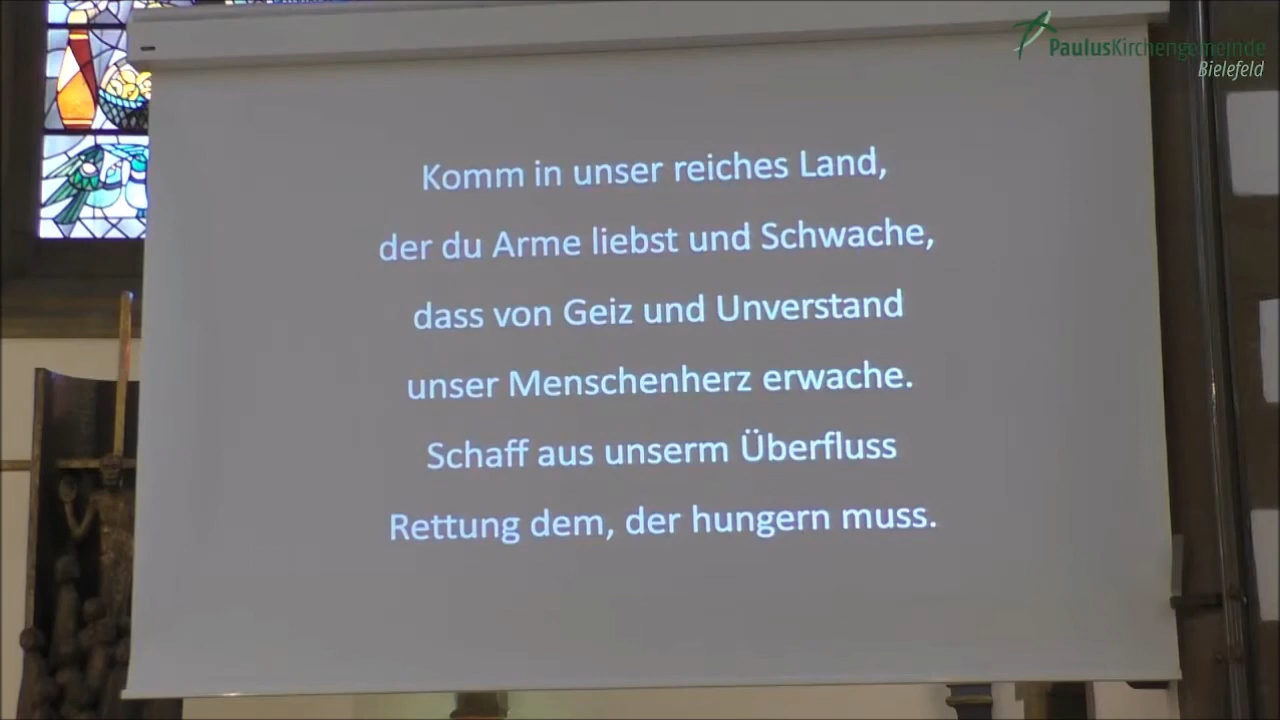 PaulusKirchengemeinde
Bielefeld
Komm in unser reiches Land,
der du Arme liebst und Schwache,
dass von Geiz und Unverstand
unser Menschenherz erwache.
Schaff aus unserm Überfluss
Rettung dem, der hungern muss.